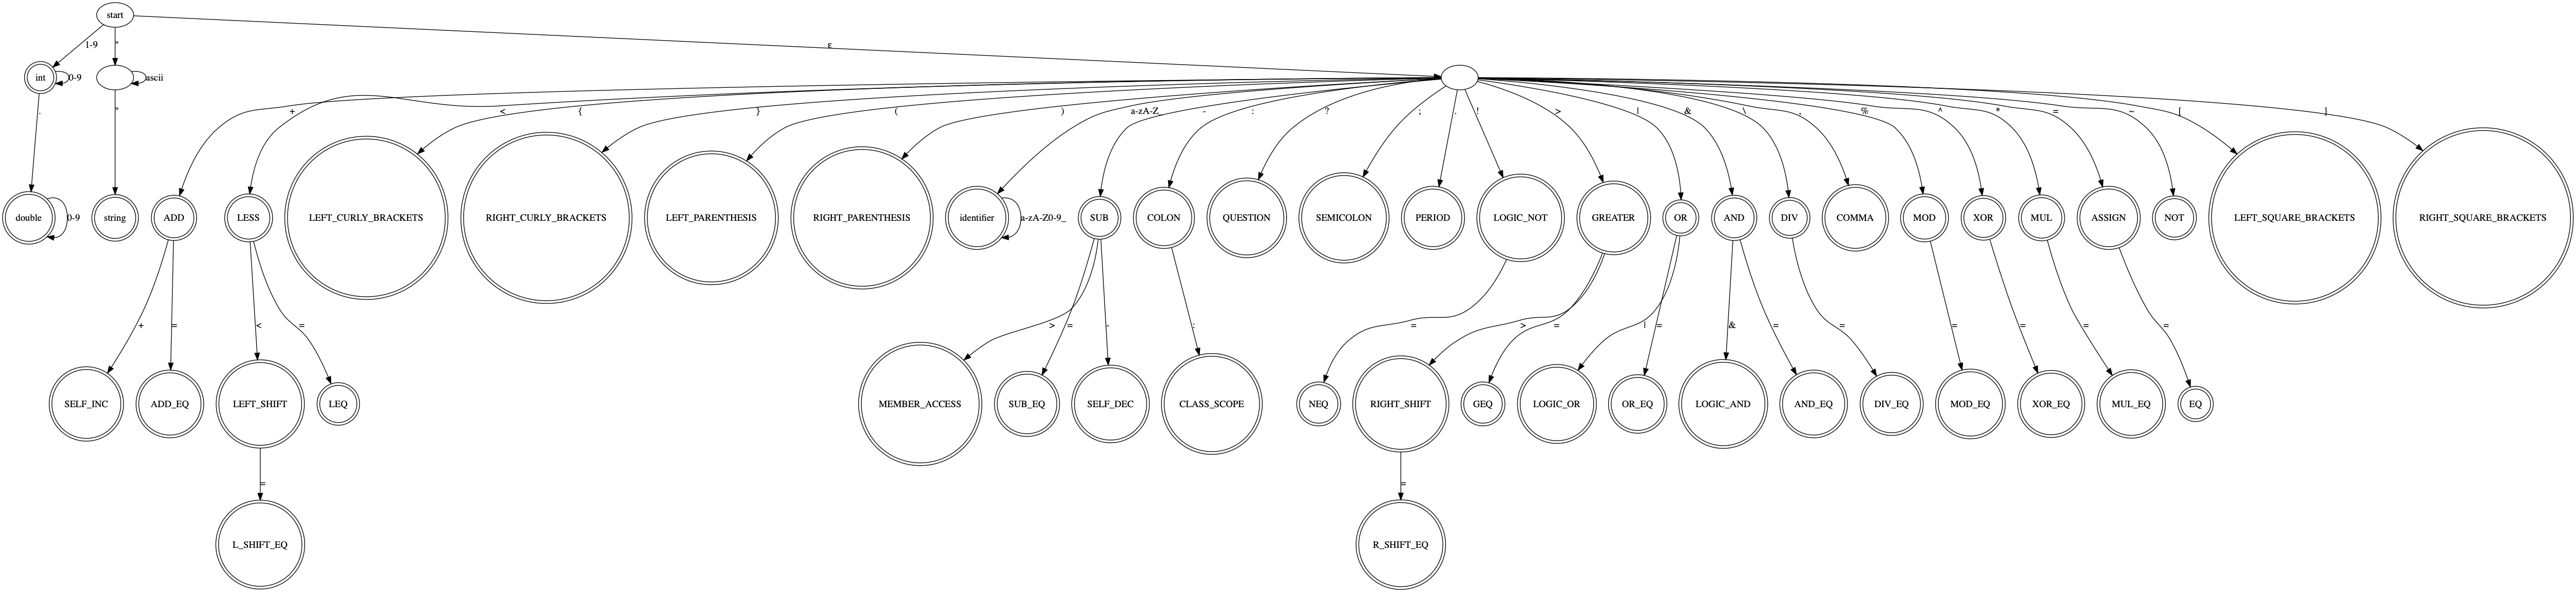 start
1-9
"
ε
int
0-9
ascii
.
"
+
<
{
}
(
)
a-zA-Z_
-
:
?
;
.
!
>
|
&
\
,
%
^
*
=
~
[
]
double
0-9
string
ADD
LESS
LEFT_CURLY_BRACKETS
RIGHT_CURLY_BRACKETS
LEFT_PARENTHESIS
RIGHT_PARENTHESIS
identifier
a-zA-Z0-9_
SUB
COLON
QUESTION
SEMICOLON
PERIOD
LOGIC_NOT
GREATER
OR
AND
DIV
COMMA
MOD
XOR
MUL
ASSIGN
NOT
LEFT_SQUARE_BRACKETS
RIGHT_SQUARE_BRACKETS
+
=
<
=
>
=
-
:
=
>
=
|
=
&
=
=
=
=
=
=
SELF_INC
ADD_EQ
LEFT_SHIFT
LEQ
MEMBER_ACCESS
SUB_EQ
SELF_DEC
CLASS_SCOPE
NEQ
RIGHT_SHIFT
GEQ
LOGIC_OR
OR_EQ
LOGIC_AND
AND_EQ
DIV_EQ
MOD_EQ
XOR_EQ
MUL_EQ
EQ
=
=
L_SHIFT_EQ
R_SHIFT_EQ